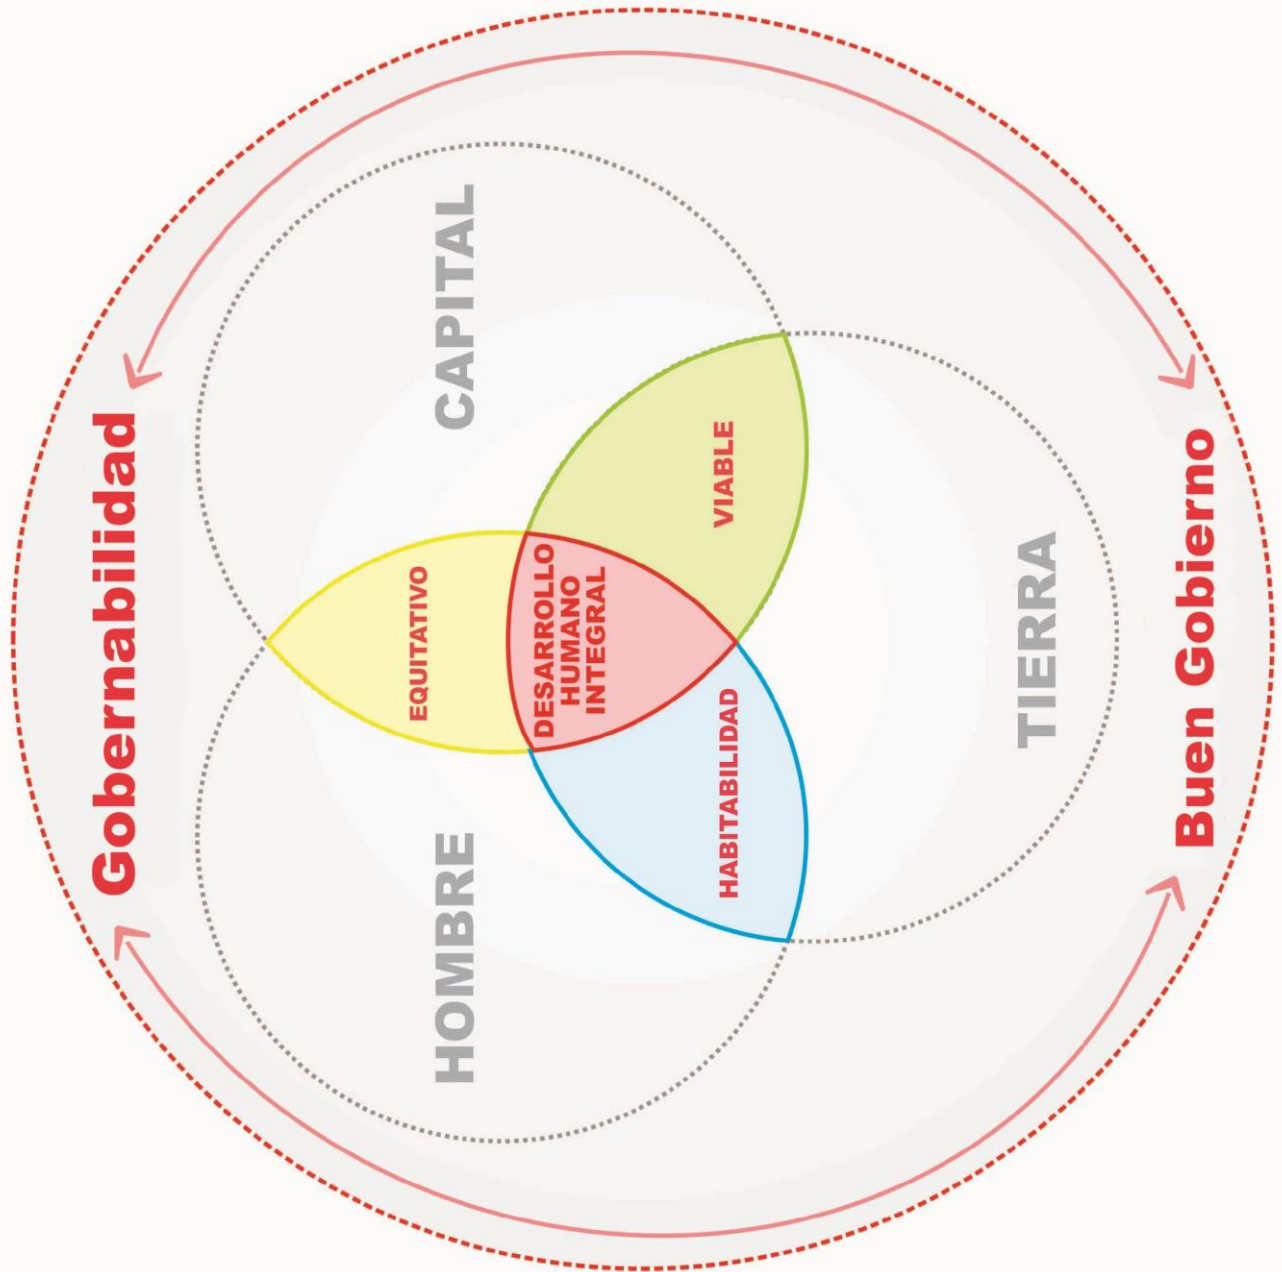 Gobernabilidad
HOMBRE
CAPITAL
EQUITATIVO
DESARROLLO
HUMANO
INTEGRAL
HABITABILIDAD
VIABLE
TIERRA
Buen Gobierno